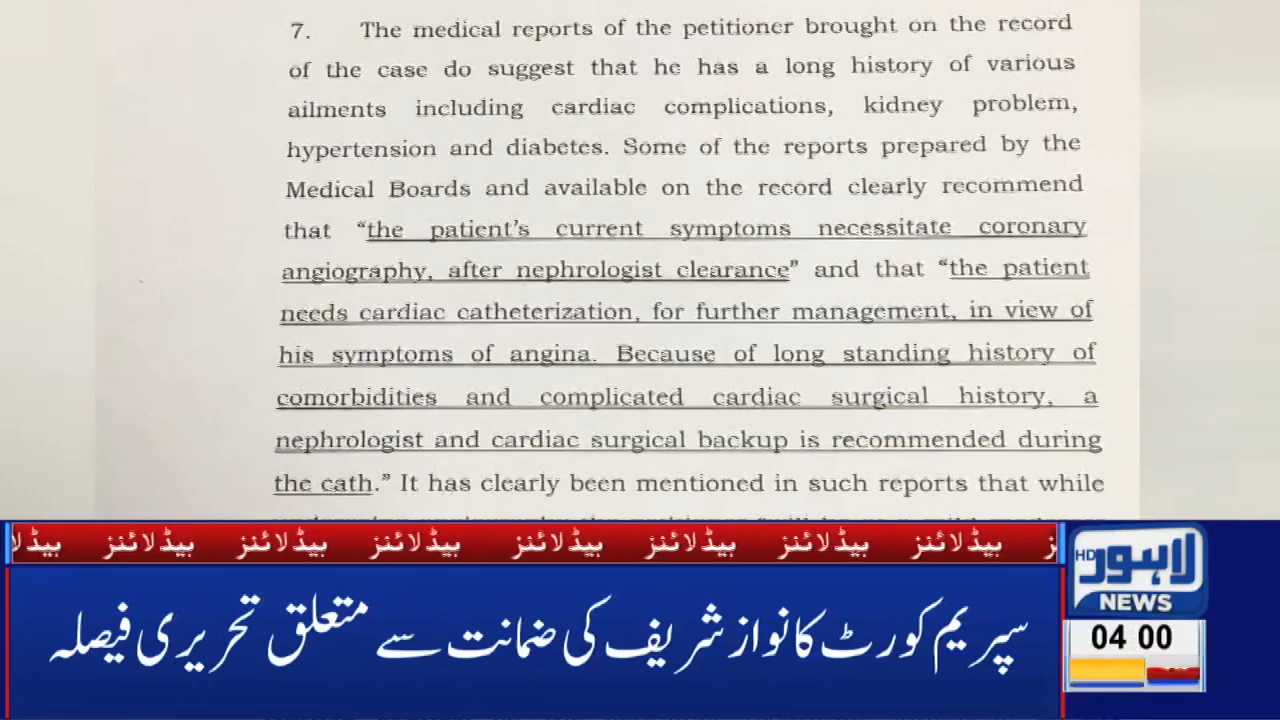 7. The medical reports of the petitioner brought on the record
of the case do suggest that he has a long history of various
ailments including cardiac complications, kidney problem,
hypertension and diabetes. Some of the reports prepared by the
Medical Boards and available on the record clearly recommend
that “the patient’s current symptoms necessitate coronary
angiography, after nephrologist clearance” and that “the patient
needs cardiac catheterization, for further management, in view of
his symptoms of angina. Because of long standing history of
comorbidities and complicated cardiac surgical history, a
nephrologist and cardiac surgical backup is recommended during
the cath.” It has clearly been mentioned in such reports that while
ہیڈلائنز ہیڈلائنز ہیڈلائنز ہیڈلائنز ہیڈلائنز ہیڈلائنز ہیڈلائنز
سپریم کورٹ کا نواز شریف کی ضمانت سے متعلق تحریری فیصلہ
لاہور HD
NEWS
04 00